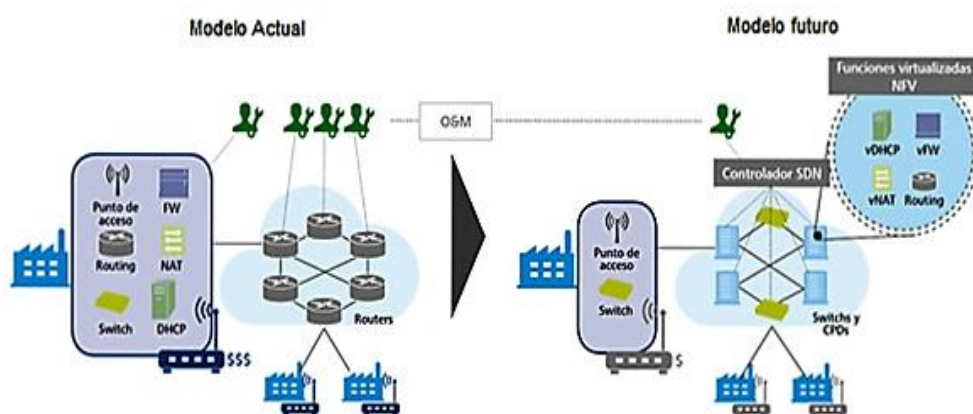 Modelo Actual
Modelo futuro
Funciones virtualizadas
NFV
O&M
vDHCP
vFW
vNAT
Routing
Controlador SDN
Punto de
acceso
FW
Routing
NAT
Switch
DHCP
$$$
Routers
Punto de
acceso
Switch
$
Switchs y
CPDs